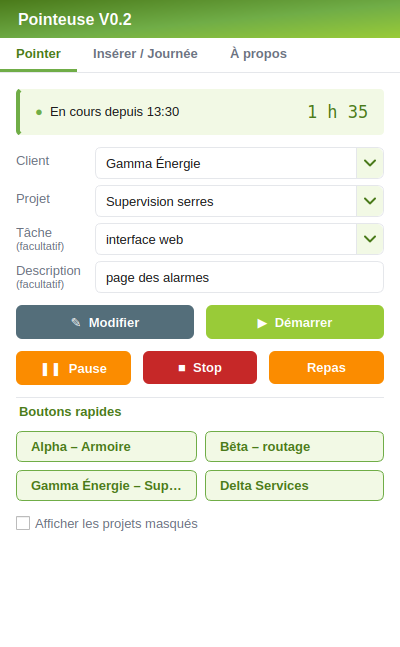 Pointeuse V0.2
Pointer Insérer / Journée À propos
● En cours depuis 13:30 1 h 35
Client Gamma Énergie
Projet Supervision serres
Tâche (facultatif) interface web
Description (facultatif) page des alarmes
✎ Modifier ▶ Démarrer
❚❚ Pause ■ Stop Repas
Boutons rapides
Alpha – Armoire Bêta – routage
Gamma Énergie – Sup… Delta Services
Afficher les projets masqués